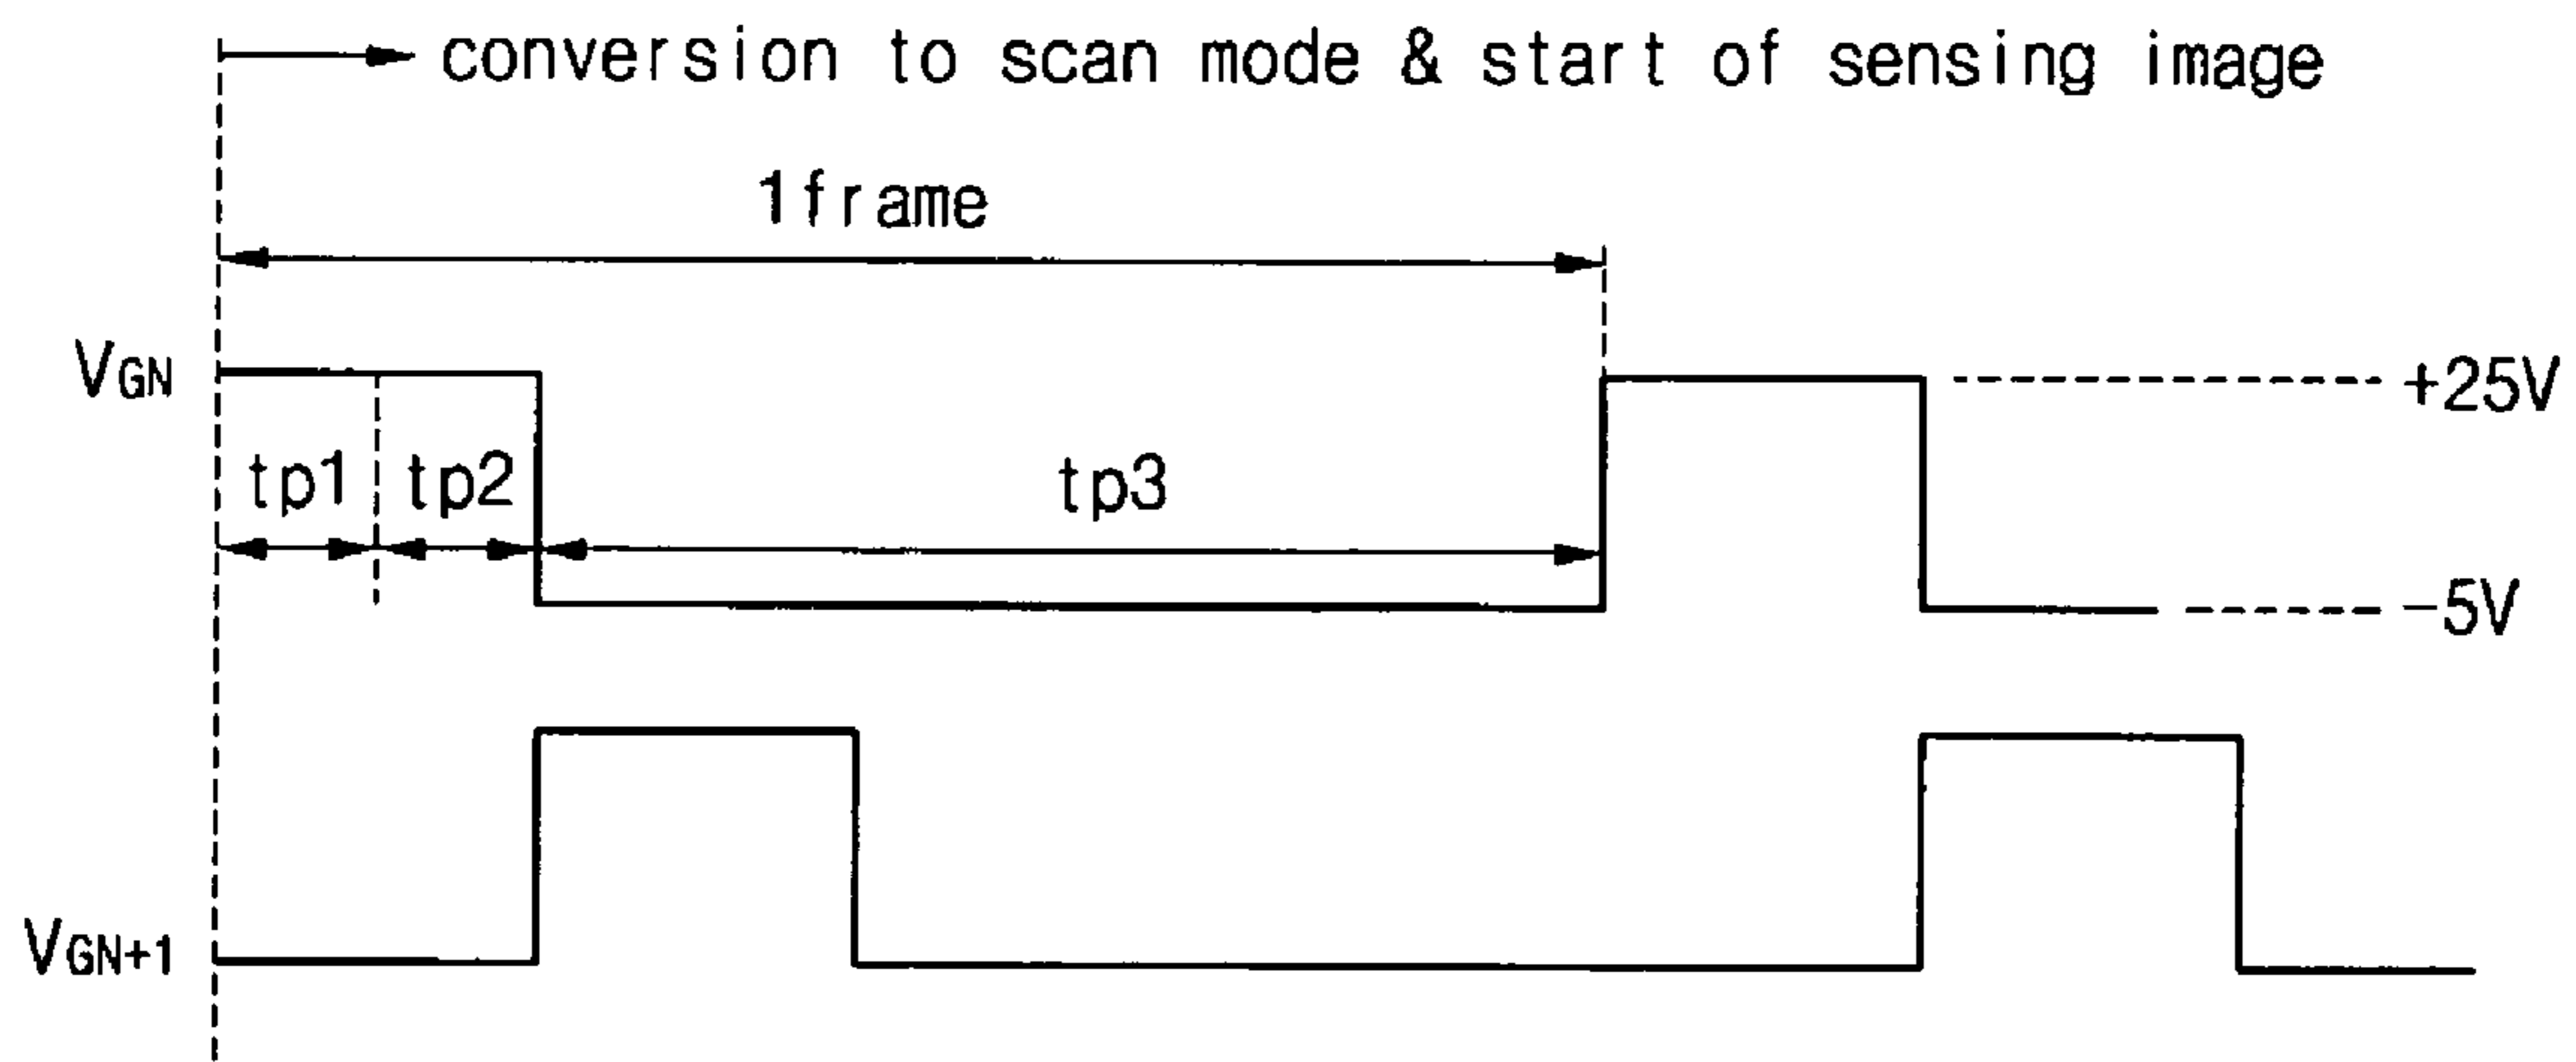 conversion to scan mode & start of sensing image
1frame
VGN
+25V
tp1 tp2 tp3
-5V
VGN+1